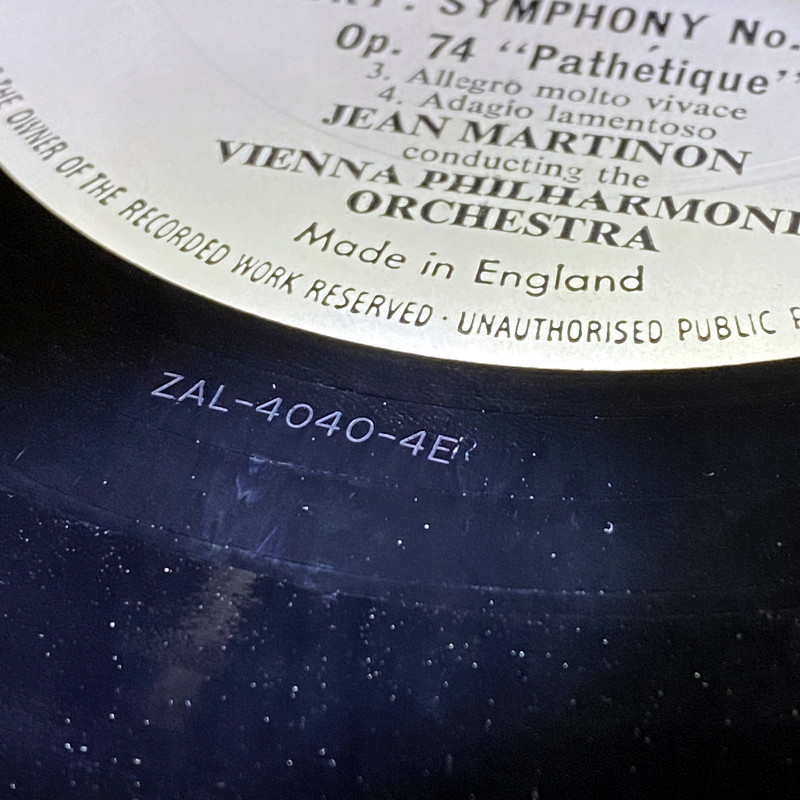 SYMPHONY No.
Op. 74 “Pathétique”
3. Allegro molto vivace
4. Adagio lamentoso
JEAN MARTINON
conducting the
VIENNA PHILHARMONI
ORCHESTRA
Made in England
THE OWNER OF THE RECORDED WORK RESERVED · UNAUTHORISED PUBLIC
ZAL-4040-4E